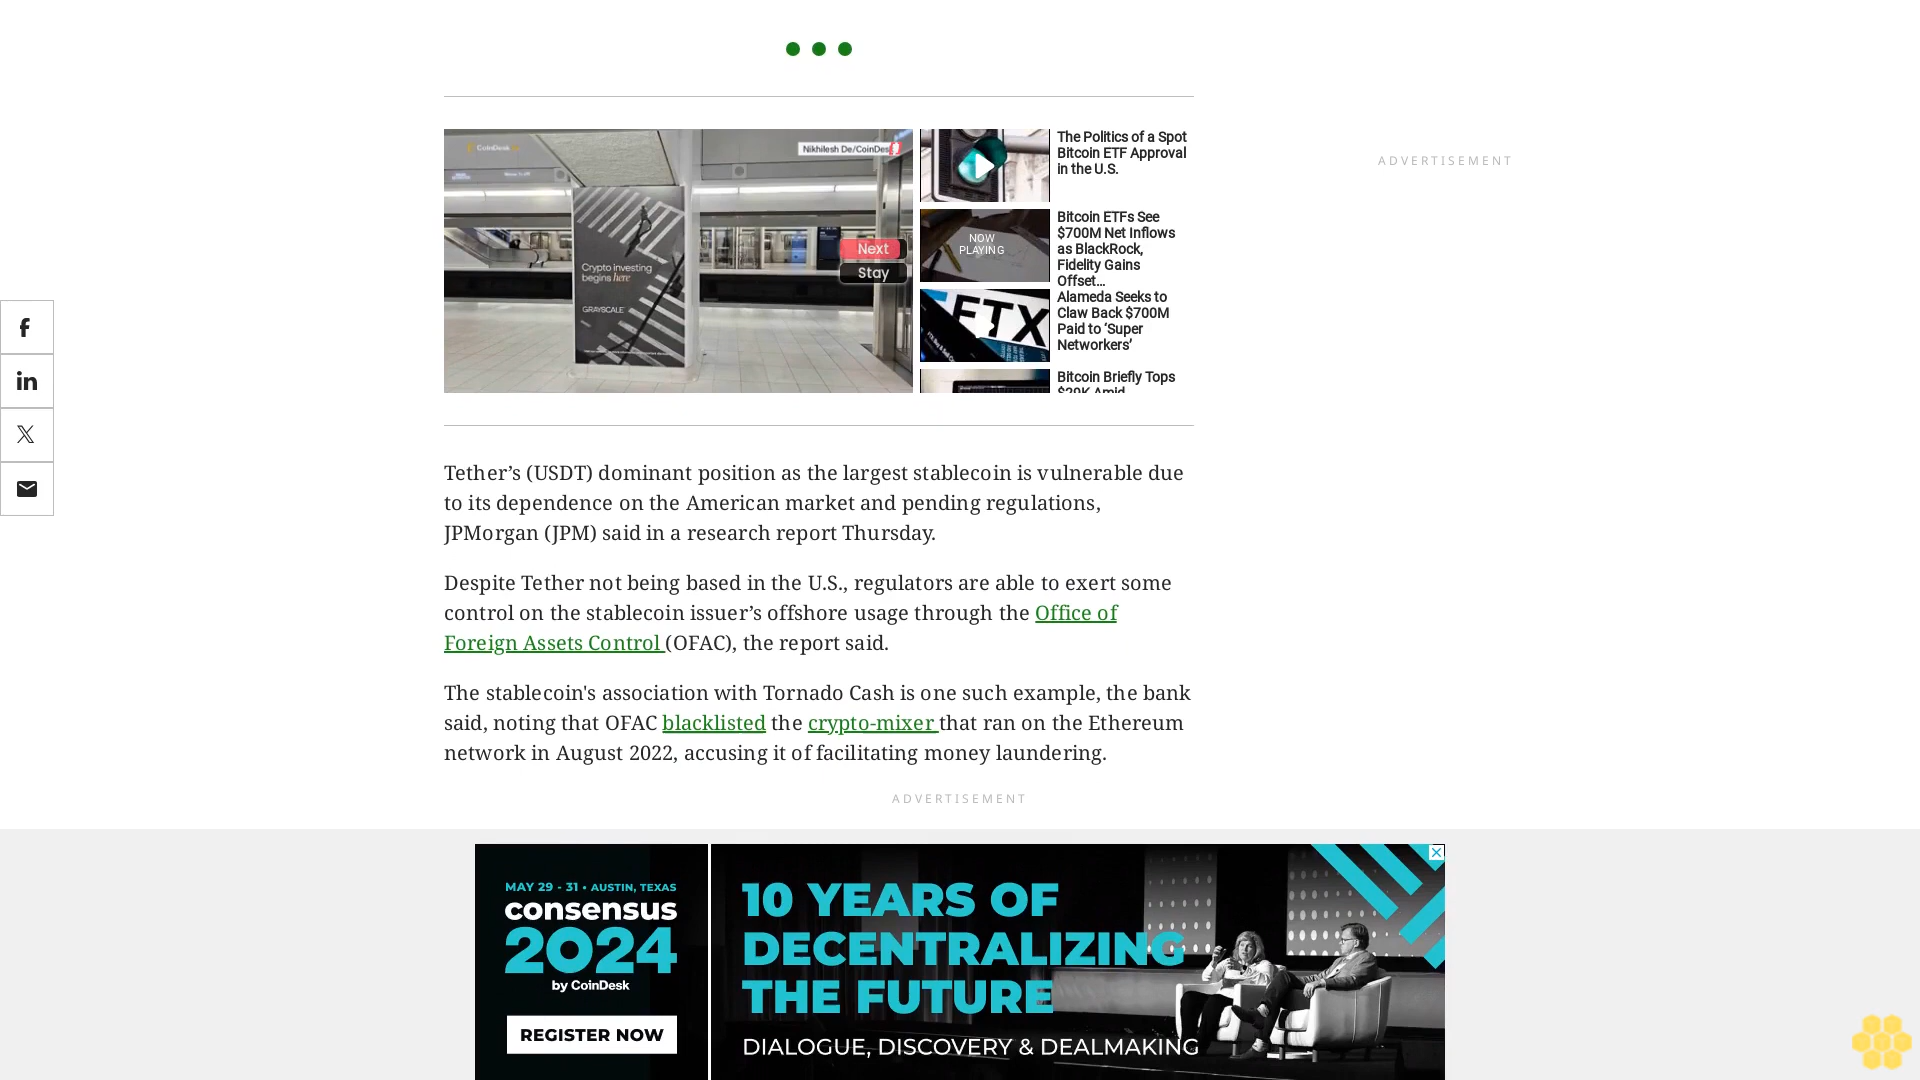 CoinDesk
Nikhilesh De/CoinDes
Crypto investing
begins here
GRAYSCALE
Next
Stay
The Politics of a Spot
Bitcoin ETF Approval
in the U.S.
NOW
PLAYING
Bitcoin ETFs See
$700M Net Inflows
as BlackRock,
Fidelity Gains
Offset...
FTX
Alameda Seeks to
Claw Back $700M
Paid to ‘Super
Networkers’
Bitcoin Briefly Tops
$29K Amid
ADVERTISEMENT
f
in
X
Tether’s (USDT) dominant position as the largest stablecoin is vulnerable due
to its dependence on the American market and pending regulations,
JPMorgan (JPM) said in a research report Thursday.
Despite Tether not being based in the U.S., regulators are able to exert some
control on the stablecoin issuer’s offshore usage through the Office of
Foreign Assets Control (OFAC), the report said.
The stablecoin's association with Tornado Cash is one such example, the bank
said, noting that OFAC blacklisted the crypto-mixer that ran on the Ethereum
network in August 2022, accusing it of facilitating money laundering.
ADVERTISEMENT
MAY 29 - 31 • AUSTIN, TEXAS
consensus
2024
by CoinDesk
REGISTER NOW
10 YEARS OF
DECENTRALIZING
THE FUTURE
DIALOGUE, DISCOVERY & DEALMAKING